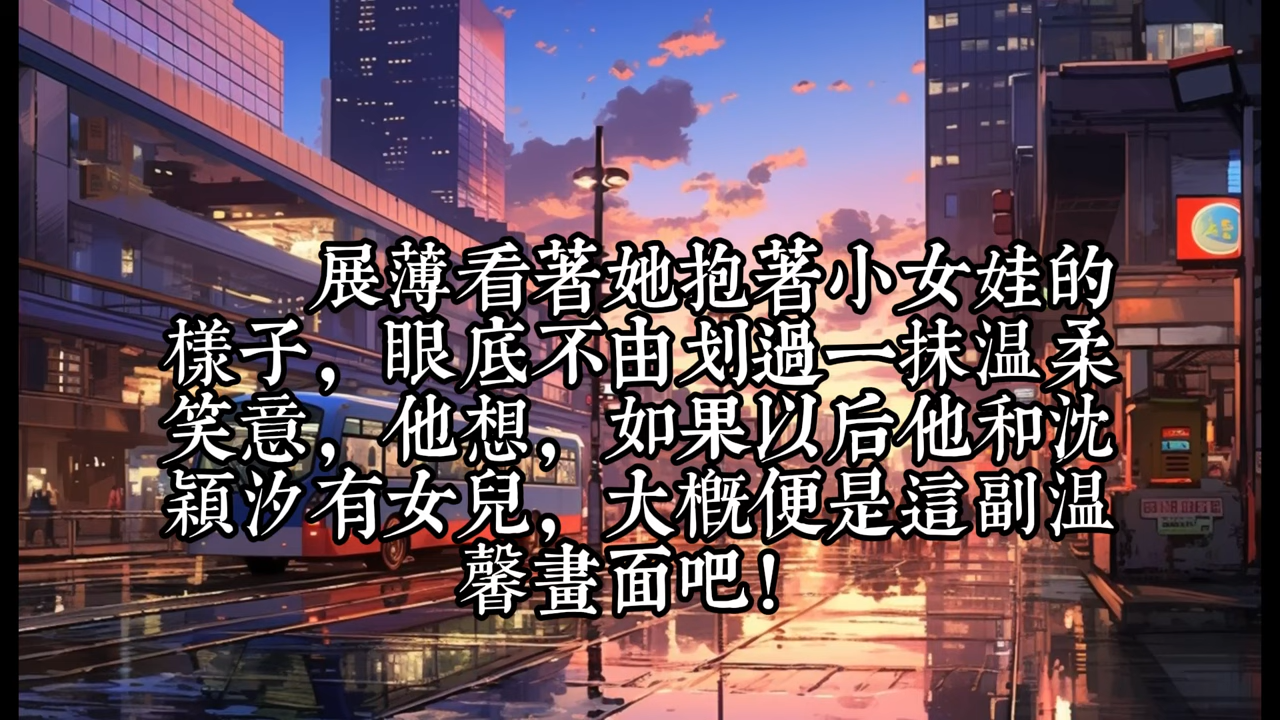 展薄看著她抱著小女娃的
樣子，眼底不由划過一抹温柔
笑意，他想，如果以后他和沈
穎汐有女兒，大概便是這副温
馨畫面吧！